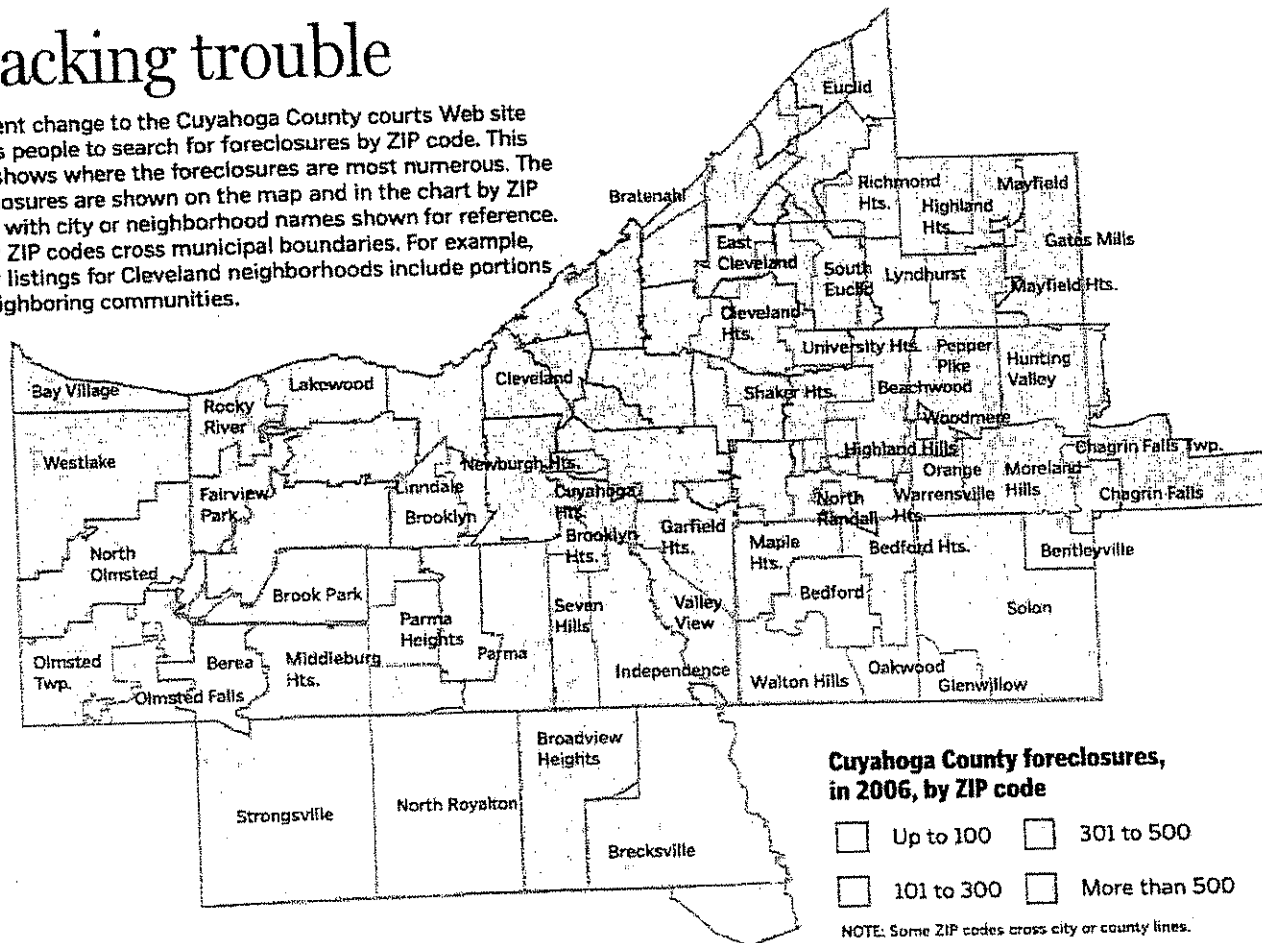 acking trouble
ent change to the Cuyahoga County courts Web site
s people to search for foreclosures by ZIP code. This
shows where the foreclosures are most numerous. The
osures are shown on the map and in the chart by ZIP
with city or neighborhood names shown for reference.
ZIP codes cross municipal boundaries. For example,
listings for Cleveland neighborhoods include portions
ighboring communities.
Euclid
Bratenahl
Richmond
Hts.
Mayfield
Highland
Hts.
Gates Mills
East
Cleveland
South
Euclid
Lyndhurst
Mayfield Hts.
Cleveland
Hts.
University Hts.
Pepper
Pike
Hunting
Valley
Bay Village
Lakewood
Cleveland
Shaker Hts.
Beachwood
Rocky
River
Woodmere
Westlake
Newburgh Hts.
Highland Hills
Chagrin Falls Twp.
Orange
Moreland
Hills
Fairview
Park
Linndale
Cuyahoga
Hts.
North
Randall
Warrensville
Hts.
Chagrin Falls
Brooklyn
Brooklyn
Hts.
Garfield
Hts.
Maple
Hts.
Bedford Hts.
Bentleyville
North
Olmsted
Brook Park
Bedford
Solon
Parma
Heights
Seven
Hills
Valley
View
Olmsted
Twp.
Berea
Middleburg
Hts.
Parma
Independence
Walton Hills
Oakwood
Glenwillow
Olmsted Falls
Broadview
Heights
Strongsville
North Royalton
Brecksville
Cuyahoga County foreclosures,
in 2006, by ZIP code
Up to 100
301 to 500
101 to 300
More than 500
NOTE: Some ZIP codes cross city or county lines.